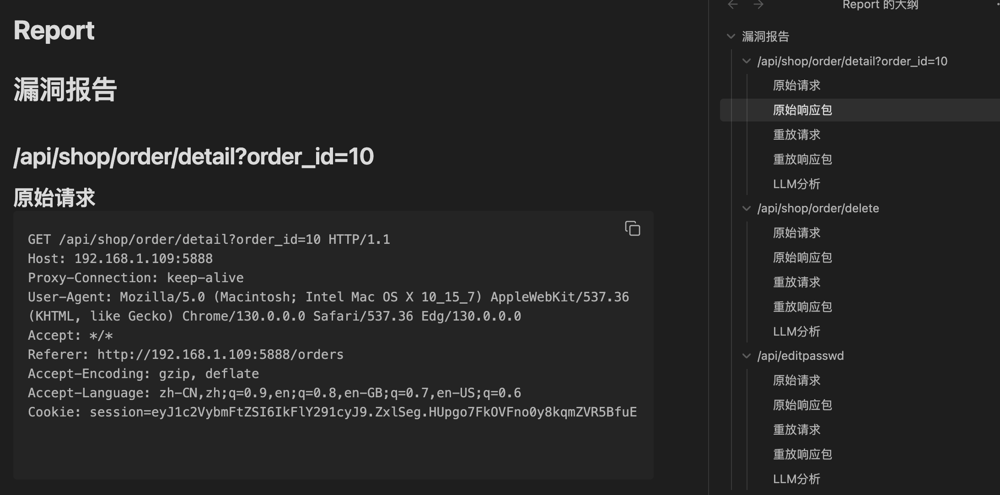 Report
漏洞报告
/api/shop/order/detail?order_id=10
原始请求
GET /api/shop/order/detail?order_id=10 HTTP/1.1
Host: 192.168.1.109:5888
Proxy-Connection: keep-alive
User-Agent: Mozilla/5.0 (Macintosh; Intel Mac OS X 10_15_7) AppleWebKit/537.36
(KHTML, like Gecko) Chrome/130.0.0.0 Safari/537.36 Edg/130.0.0.0
Accept: */*
Referer: http://192.168.1.109:5888/orders
Accept-Encoding: gzip, deflate
Accept-Language: zh-CN,zh;q=0.9,en;q=0.8,en-GB;q=0.7,en-US;q=0.6
Cookie: session=eyJ1c2VybmFtZSI6IkFlY291cyJ9.ZxlSeg.HUpgo7FkOVFno0y8kqmZVR5BfuE
Report 的大纲
漏洞报告
/api/shop/order/detail?order_id=10
原始请求
原始响应包
重放请求
重放响应包
LLM分析
/api/shop/order/delete
原始请求
原始响应包
重放请求
重放响应包
LLM分析
/api/editpasswd
原始请求
原始响应包
重放请求
重放响应包
LLM分析